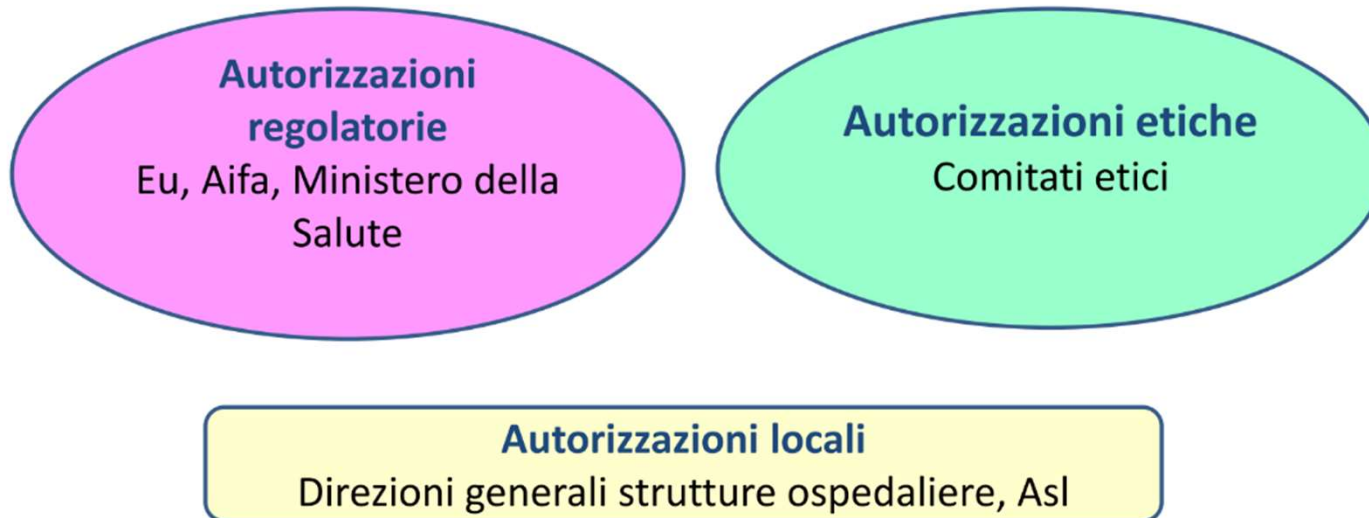 Autorizzazioni
regolatorie
Eu, Aifa, Ministero della
Salute
Autorizzazioni etiche
Comitati etici
Autorizzazioni locali
Direzioni generali strutture ospedaliere, Asl